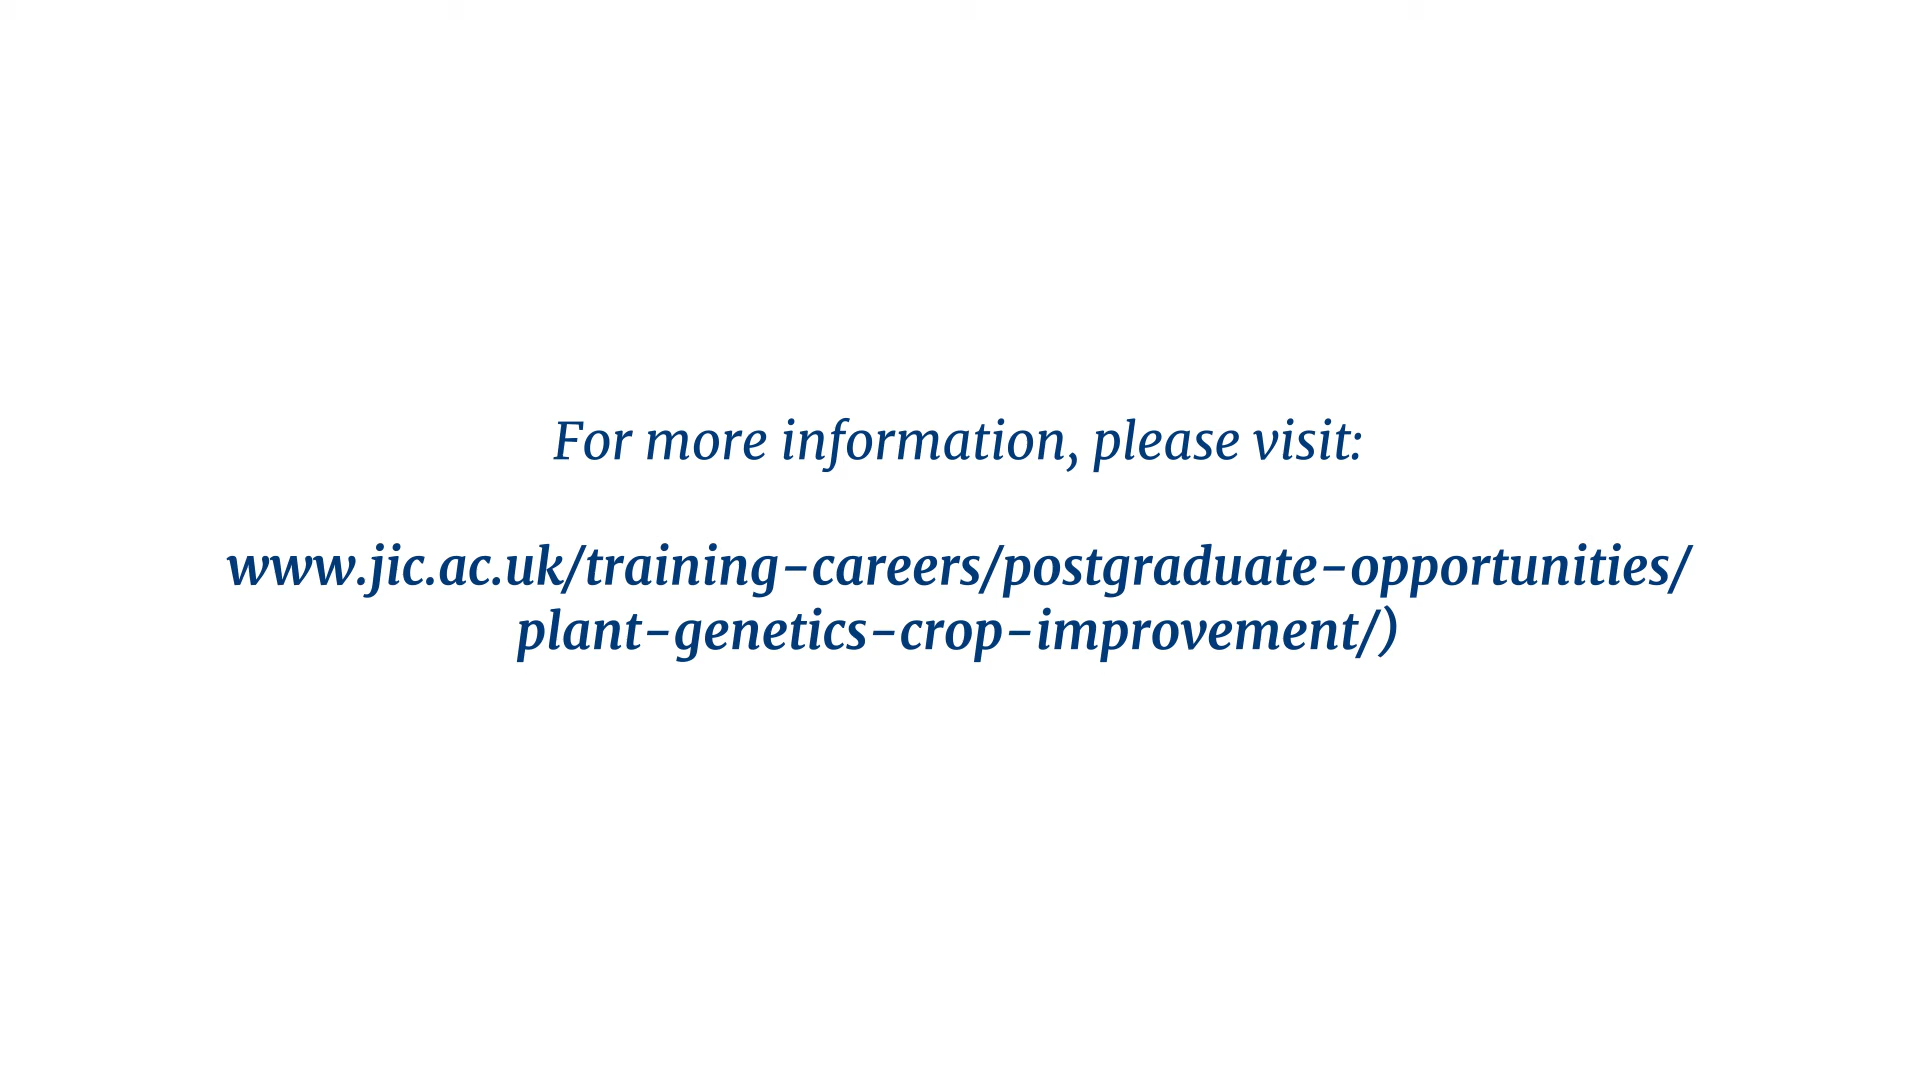 For more information, please visit:
www.jic.ac.uk/training-careers/postgraduate-opportunities/
plant-genetics-crop-improvement/)